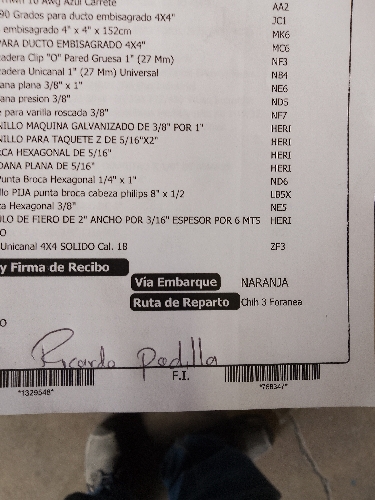 10 Awg Azul Carrete AA2
90 Grados para ducto embisagrado 4X4" JC1
embisagrado 4" x 4" x 152cm MK6
PARA DUCTO EMBISAGRADO 4X4" MC6
adera Clip "O" Pared Gruesa 1" (27 Mm) NF3
adera Unicanal 1" (27 Mm) Universal NB4
ana plana 3/8" x 1" NE6
ana presion 3/8" ND5
para varilla roscada 3/8" NF7
NILLO MAQUINA GALVANIZADO DE 3/8" POR 1" HERI
NILLO PARA TAQUETE Z DE 5/16"X2" HERI
RCA HEXAGONAL DE 5/16" HERI
DANA PLANA DE 5/16" HERI
Punta Broca Hexagonal 1/4" x 1" ND6
llo PIJA punta broca cabeza philips 8" x 1/2 LB5X
ca Hexagonal 3/8" NE5
ULO DE FIERO DE 2" ANCHO POR 3/16" ESPESOR POR 6 MTS HERI
O
Unicanal 4X4 SOLIDO Cal. 18 ZF3
y Firma de Recibo
Vía Embarque NARANJA
Ruta de Reparto Chih 3 Foranea
O
Ricardo Padilla
F.I.
*1329548* *768347*